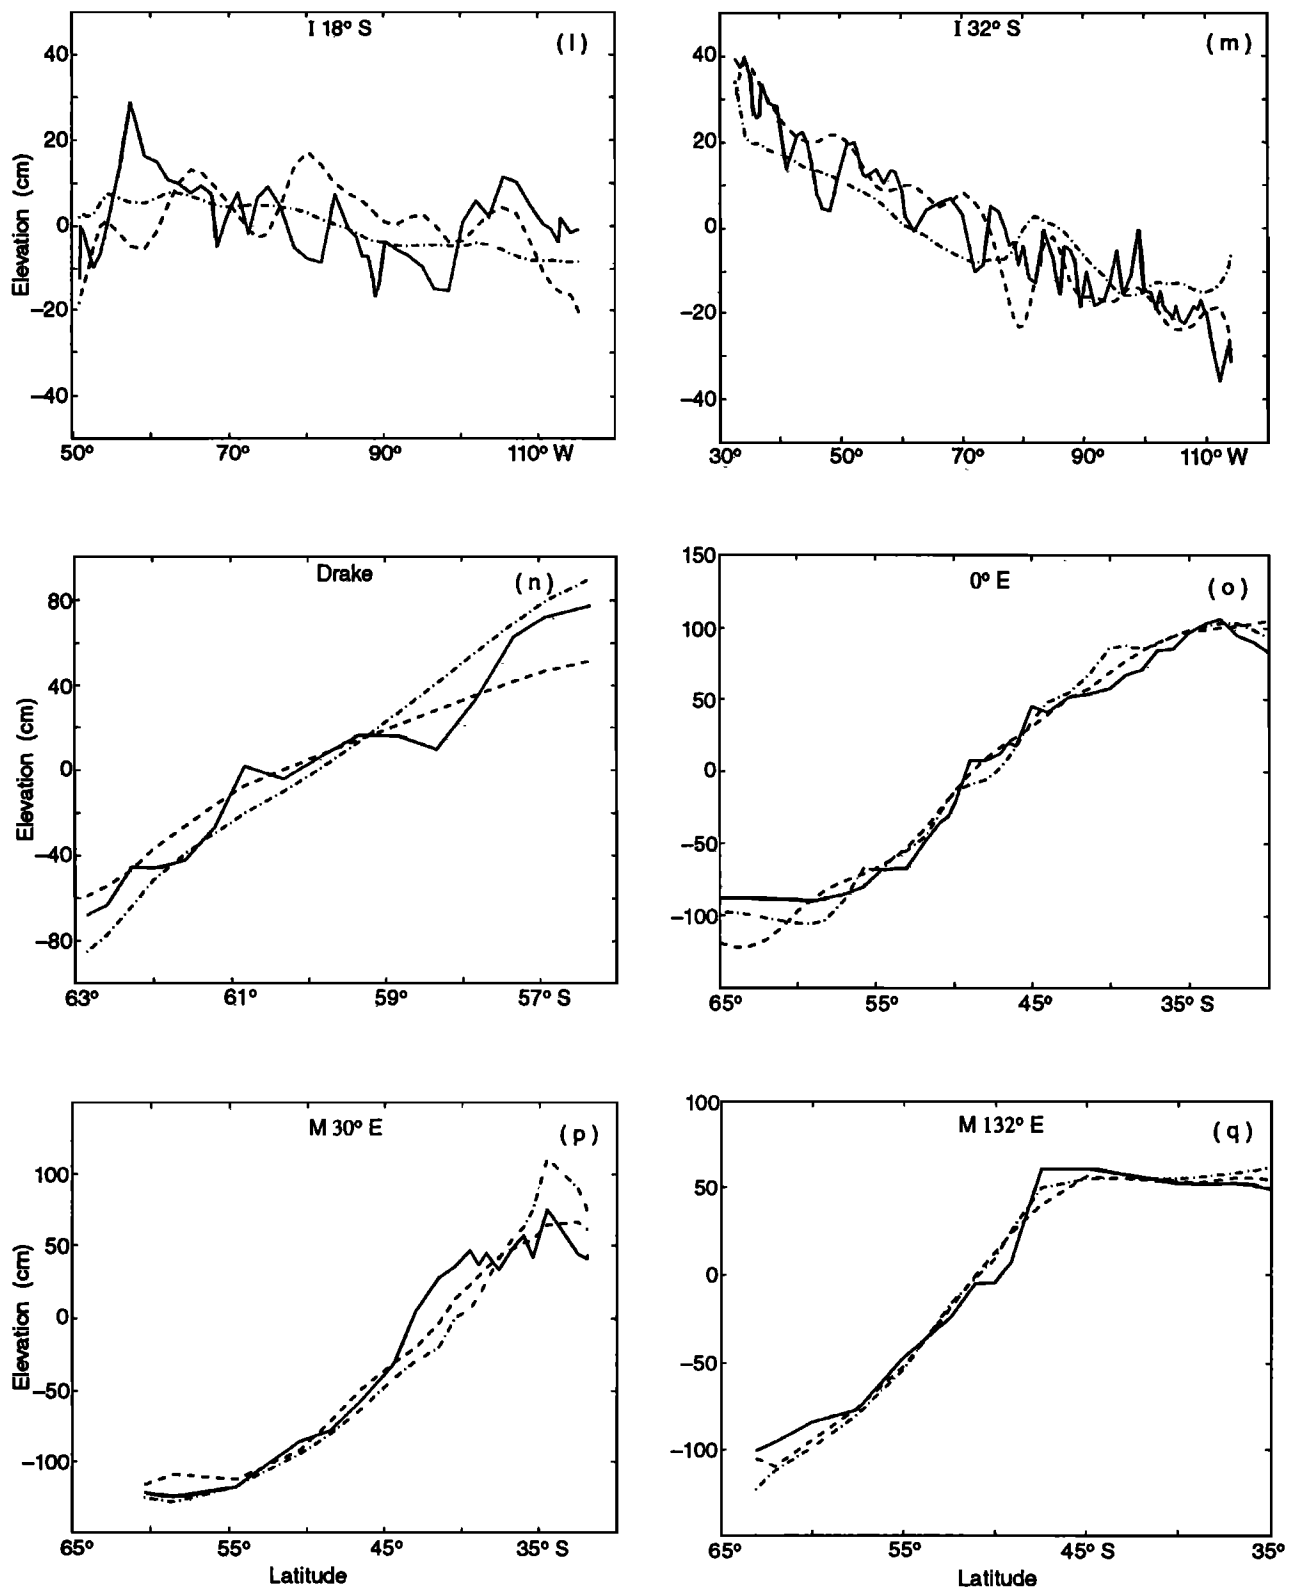 I 18° S
( l )
40
20
0
−20
−40
Elevation (cm)
50°
70°
90°
110° W
I 32° S
( m )
40
20
0
−20
−40
30°
50°
70°
90°
110° W
Drake
( n )
80
40
0
−40
−80
Elevation (cm)
63°
61°
59°
57° S
0° E
( o )
150
100
50
0
−50
−100
65°
55°
45°
35° S
M 30° E
( p )
100
50
0
−50
−100
Elevation (cm)
65°
55°
45°
35° S
Latitude
M 132° E
( q )
100
50
0
−50
−100
65°
55°
45° S
35°
Latitude